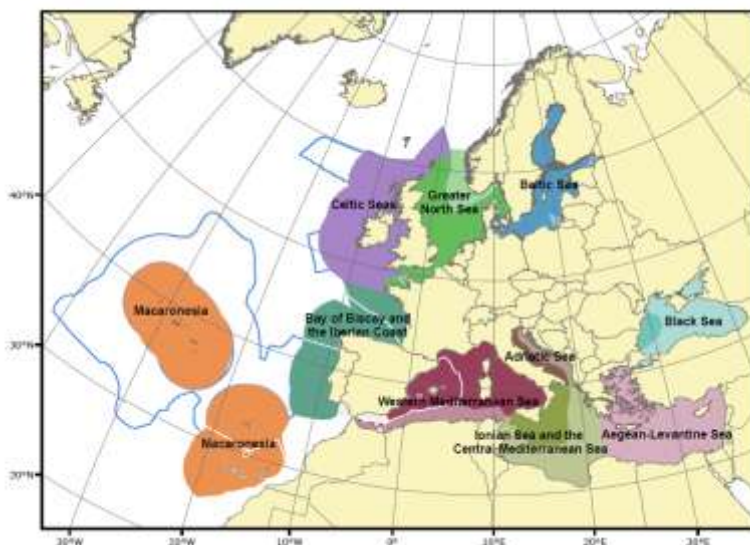 Celtic Seas
Greater
North Sea
Baltic Sea
40°N
Macaronesia
Bay of Biscay and
the Iberian Coast
Black Sea
30°N
Adriatic Sea
Western Mediterranean Sea
Macaronesia
Ionian Sea and the
Central-Mediterranean Sea
Aegean-Levantine Sea
20°N
30°W
20°W
10°W
0°
10°E
20°E
30°E